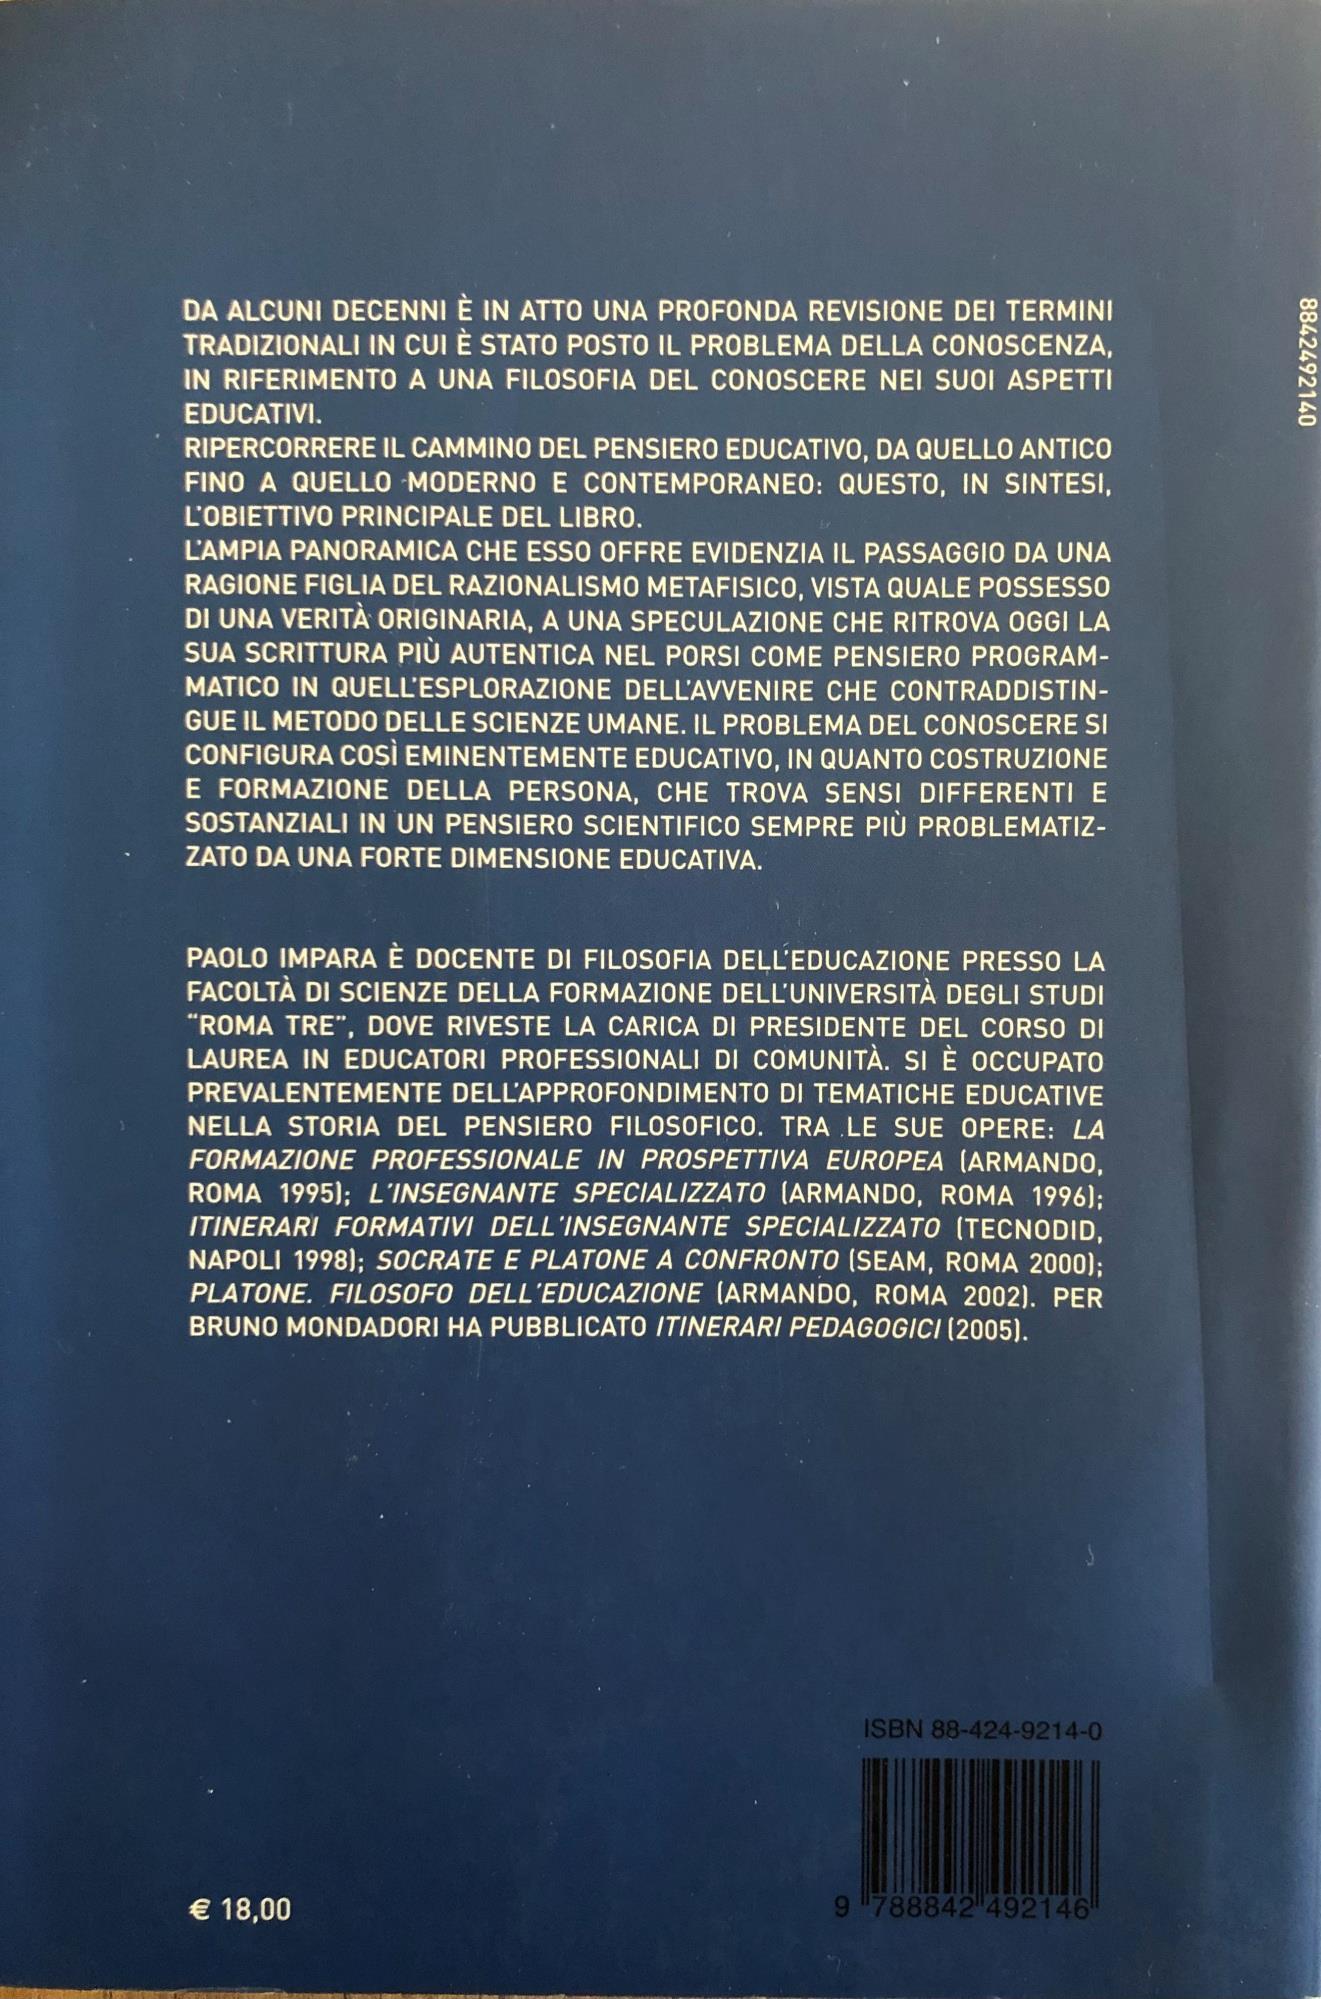 DA ALCUNI DECENNI È IN ATTO UNA PROFONDA REVISIONE DEI TERMINI
TRADIZIONALI IN CUI È STATO POSTO IL PROBLEMA DELLA CONOSCENZA,
IN RIFERIMENTO A UNA FILOSOFIA DEL CONOSCERE NEI SUOI ASPETTI
EDUCATIVI.
RIPERCORRERE IL CAMMINO DEL PENSIERO EDUCATIVO, DA QUELLO ANTICO
FINO A QUELLO MODERNO E CONTEMPORANEO: QUESTO, IN SINTESI,
L'OBIETTIVO PRINCIPALE DEL LIBRO.
L'AMPIA PANORAMICA CHE ESSO OFFRE EVIDENZIA IL PASSAGGIO DA UNA
RAGIONE FIGLIA DEL RAZIONALISMO METAFISICO, VISTA QUALE POSSESSO
DI UNA VERITÀ ORIGINARIA, A UNA SPECULAZIONE CHE RITROVA OGGI LA
SUA SCRITTURA PIÙ AUTENTICA NEL PORSI COME PENSIERO PROGRAM-
MATICO IN QUELL'ESPLORAZIONE DELL'AVVENIRE CHE CONTRADDISTIN-
GUE IL METODO DELLE SCIENZE UMANE. IL PROBLEMA DEL CONOSCERE SI
CONFIGURA COSÌ EMINENTEMENTE EDUCATIVO, IN QUANTO COSTRUZIONE
E FORMAZIONE DELLA PERSONA, CHE TROVA SENSI DIFFERENTI E
SOSTANZIALI IN UN PENSIERO SCIENTIFICO SEMPRE PIÙ PROBLEMATIZ-
ZATO DA UNA FORTE DIMENSIONE EDUCATIVA.
PAOLO IMPARA È DOCENTE DI FILOSOFIA DELL'EDUCAZIONE PRESSO LA
FACOLTÀ DI SCIENZE DELLA FORMAZIONE DELL'UNIVERSITÀ DEGLI STUDI
"ROMA TRE", DOVE RIVESTE LA CARICA DI PRESIDENTE DEL CORSO DI
LAUREA IN EDUCATORI PROFESSIONALI DI COMUNITÀ. SI È OCCUPATO
PREVALENTEMENTE DELL'APPROFONDIMENTO DI TEMATICHE EDUCATIVE
NELLA STORIA DEL PENSIERO FILOSOFICO. TRA LE SUE OPERE: LA
FORMAZIONE PROFESSIONALE IN PROSPETTIVA EUROPEA (ARMANDO,
ROMA 1995); L'INSEGNANTE SPECIALIZZATO (ARMANDO, ROMA 1996);
ITINERARI FORMATIVI DELL'INSEGNANTE SPECIALIZZATO (TECNODID,
NAPOLI 1998); SOCRATE E PLATONE A CONFRONTO (SEAM, ROMA 2000);
PLATONE. FILOSOFO DELL'EDUCAZIONE (ARMANDO, ROMA 2002). PER
BRUNO MONDADORI HA PUBBLICATO ITINERARI PEDAGOGICI (2005).
8842492140
ISBN 88-424-9214-0
9 788842 492146
€ 18,00